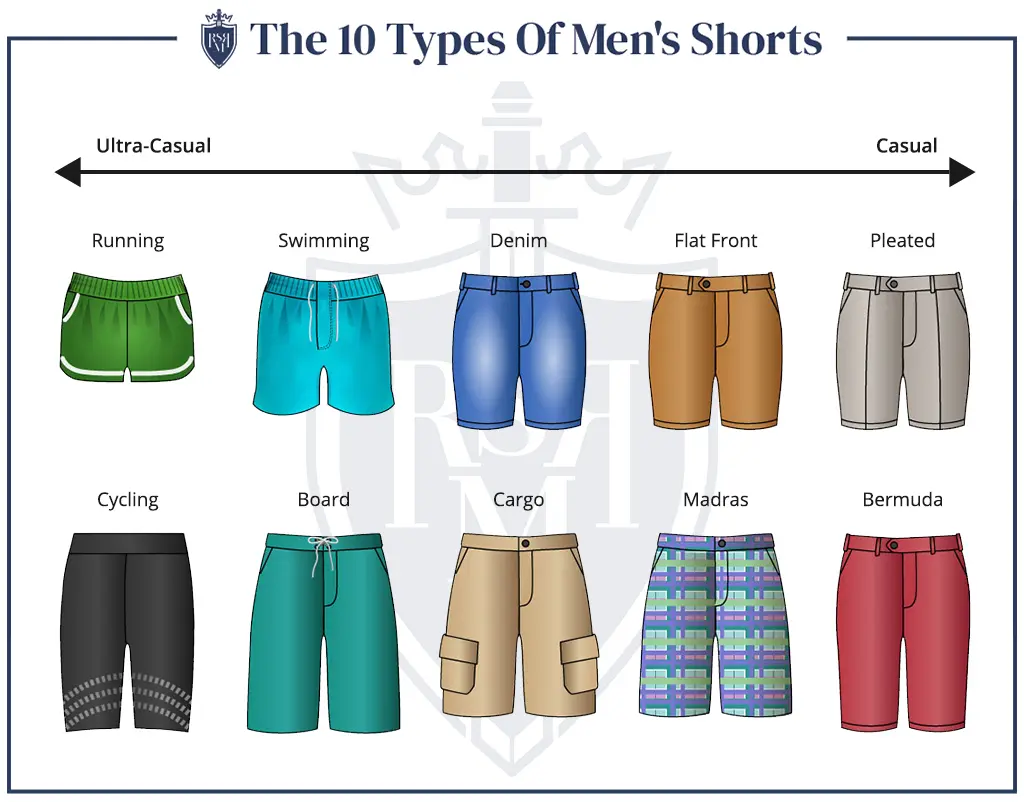 The 10 Types Of Men's Shorts
Ultra-Casual
Casual
Running
Swimming
Denim
Flat Front
Pleated
Cycling
Board
Cargo
Madras
Bermuda